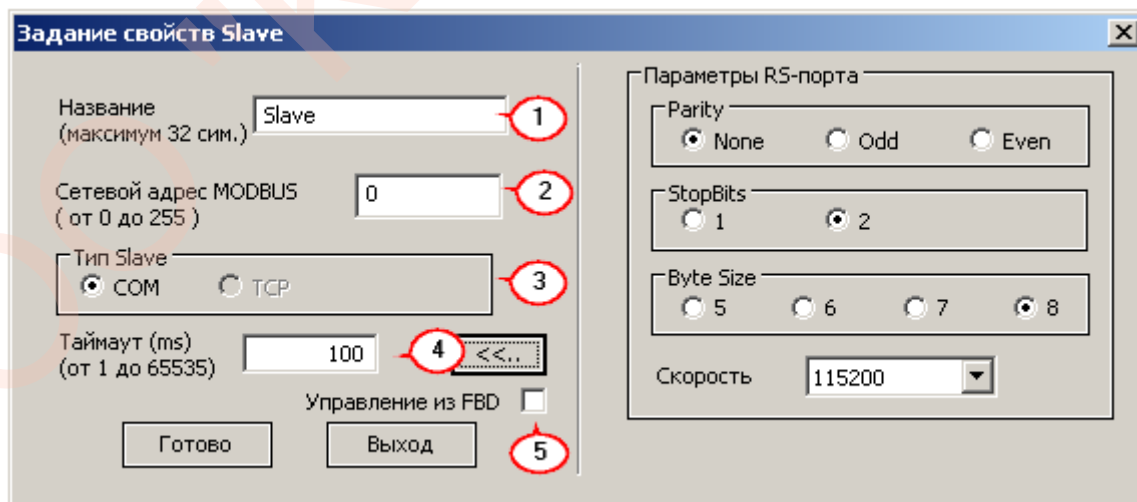 Задание свойств Slave
Название
(максимум 32 сим.)
Slave
1
Сетевой адрес MODBUS
( от 0 до 255 )
0
2
Тип Slave
COM
TCP
3
Таймаут (ms)
(от 1 до 65535)
100
4
<<..
Управление из FBD
5
Готово
Выход
Параметры RS-порта
Parity
None Odd Even
StopBits
1 2
Byte Size
5 6 7 8
Скорость
115200